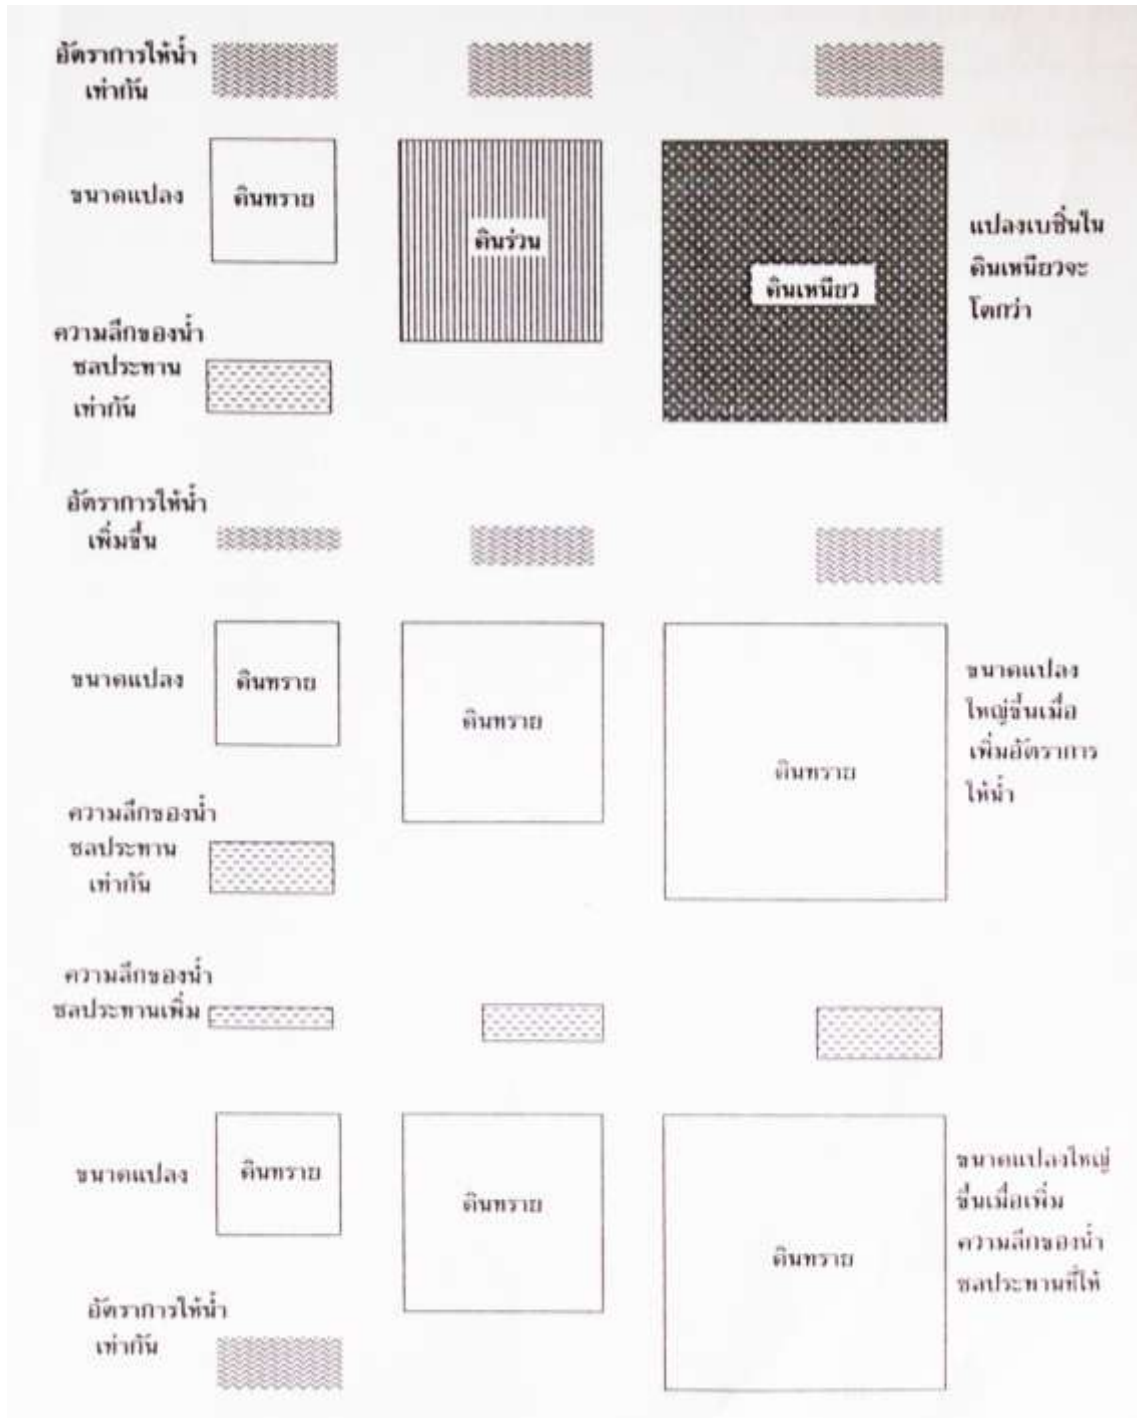 อัตราการให้น้ำ
เท่ากัน
ขนาดแปลง
ดินทราย
ดินร่วน
ดินเหนียว
แปลงเบซิ่นใน
ดินเหนียวจะ
โตกว่า
ความลึกของน้ำ
ชลประทาน
เท่ากัน
อัตราการให้น้ำ
เพิ่มขึ้น
ขนาดแปลง
ดินทราย
ดินทราย
ดินทราย
ขนาดแปลง
ใหญ่ขึ้นเมื่อ
เพิ่มอัตราการ
ให้น้ำ
ความลึกของน้ำ
ชลประทาน
เท่ากัน
ความลึกของน้ำ
ชลประทานเพิ่ม
ขนาดแปลง
ดินทราย
ดินทราย
ดินทราย
ขนาดแปลงใหญ่
ขึ้นเมื่อเพิ่ม
ความลึกของน้ำ
ชลประทานที่ให้
อัตราการให้น้ำ
เท่ากัน